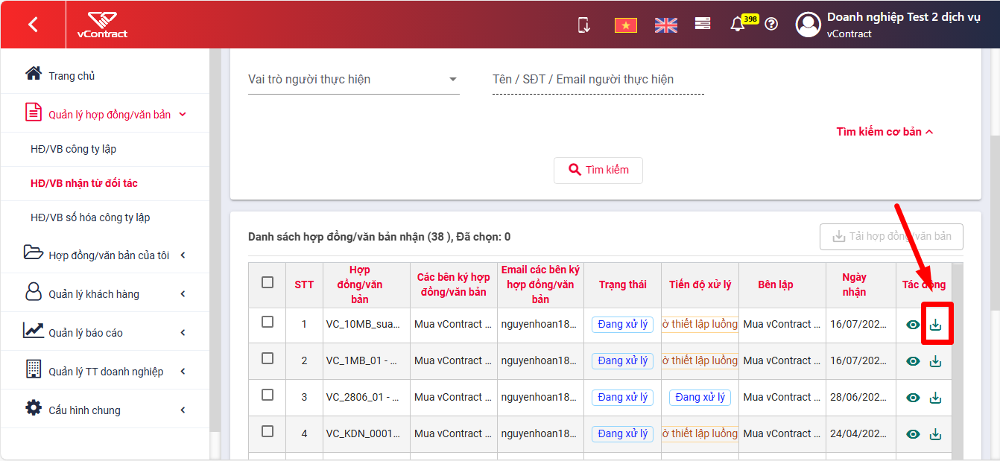 vContract
398
Doanh nghiệp Test 2 dịch vụ
vContract
Trang chủ
Quản lý hợp đồng/văn bản
HĐ/VB công ty lập
HĐ/VB nhận từ đối tác
HĐ/VB số hóa công ty lập
Hợp đồng/văn bản của tôi
Quản lý khách hàng
Quản lý báo cáo
Quản lý TT doanh nghiệp
Cấu hình chung
Vai trò người thực hiện
Tên / SĐT / Email người thực hiện
Tìm kiếm cơ bản
Tìm kiếm
Danh sách hợp đồng/văn bản nhận (38 ), Đã chọn: 0
Tải hợp đồng/văn bản
STT
Hợp
đồng/văn
bản
Các bên ký hợp
đồng/văn bản
Email các bên ký
hợp đồng/văn
bản
Trạng thái
Tiến độ xử lý
Bên lập
Ngày
nhận
Tác động
1 VC_10MB_sua... Mua vContract ... nguyenhoan18... Đang xử lý ờ thiết lập luồng Mua vContract ... 16/07/202...
2 VC_1MB_01 - ... Mua vContract ... nguyenhoan18... Đang xử lý ờ thiết lập luồng Mua vContract ... 16/07/202...
3 VC_2806_01 - ... Mua vContract ... nguyenhoan18... Đang xử lý Đang xử lý Mua vContract ... 28/06/202...
4 VC_KDN_0001... Mua vContract ... nguyenhoan18... Đang xử lý ờ thiết lập luồng Mua vContract ... 24/04/202...